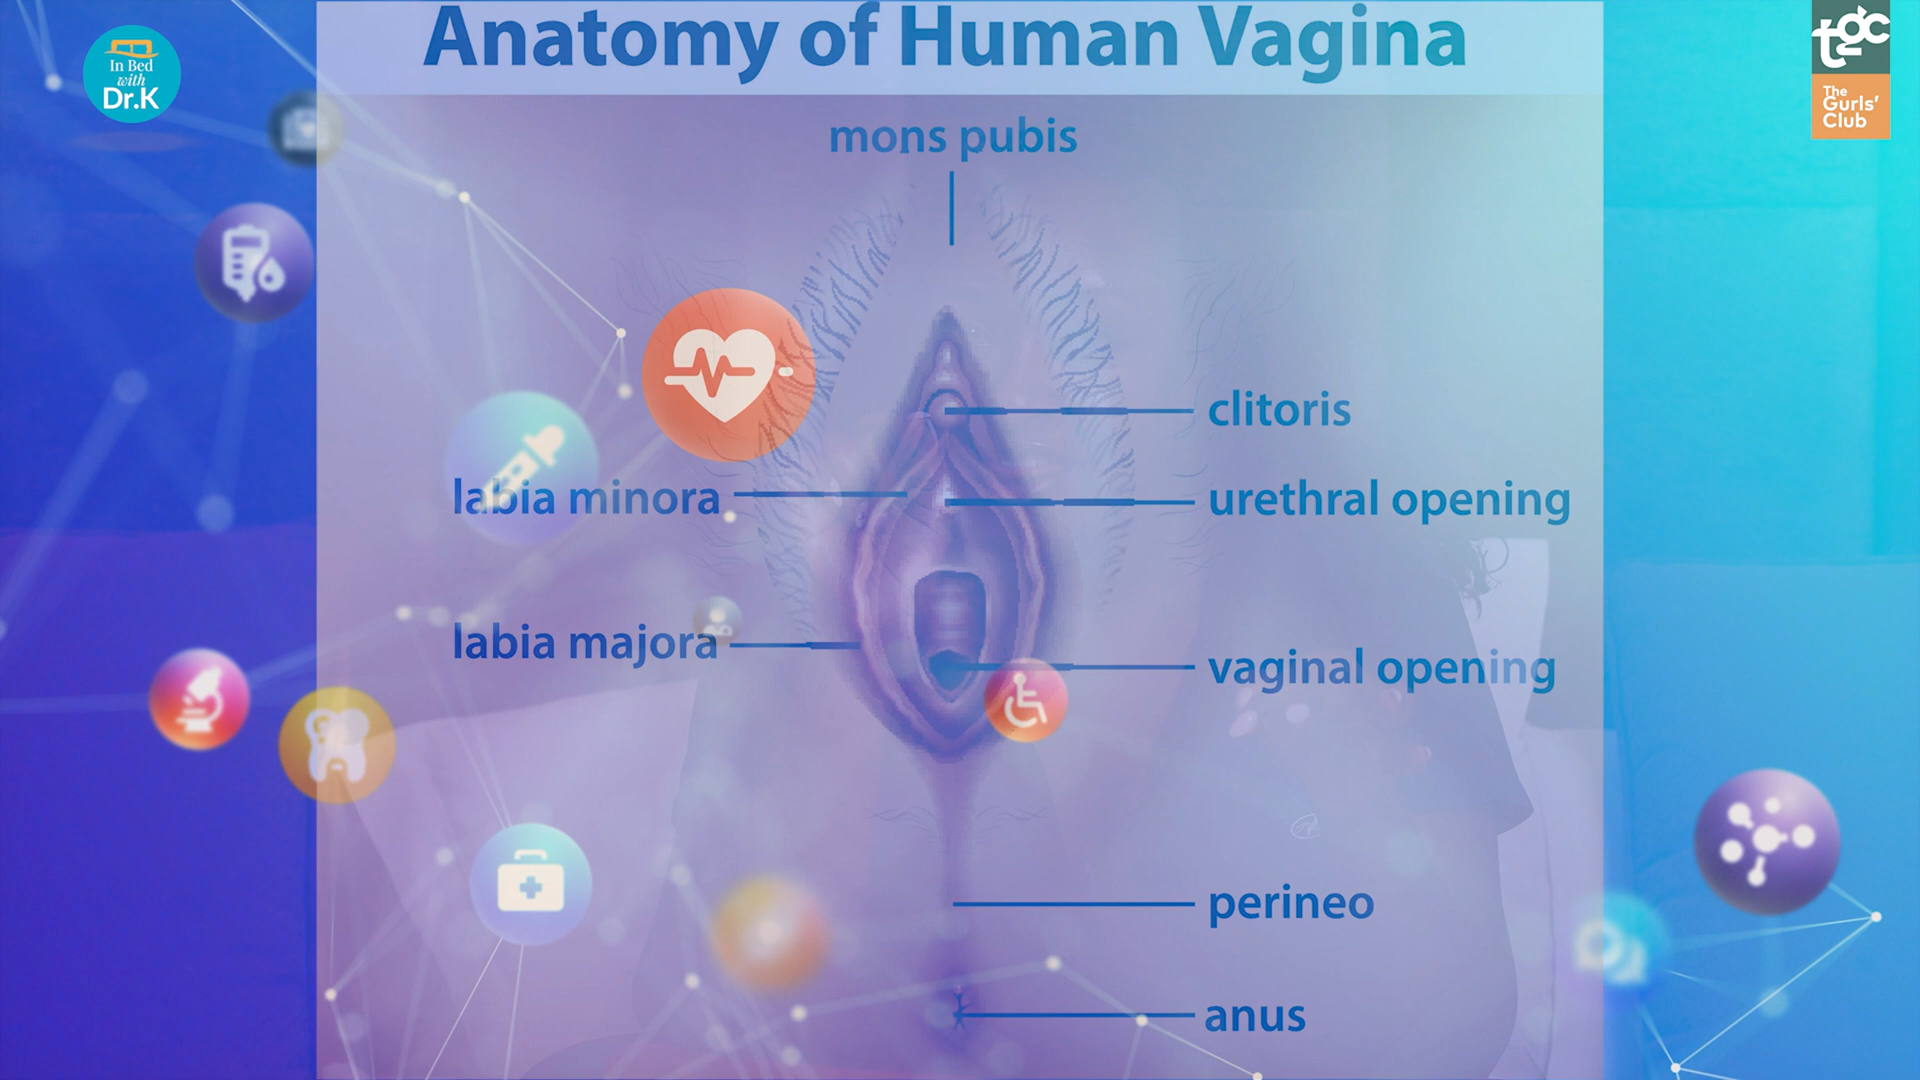 Anatomy of Human Vagina
In Bed
with
Dr.K
tgc
The
Gurls'
Club
mons pubis
clitoris
labia minora
urethral opening
labia majora
vaginal opening
perineo
anus